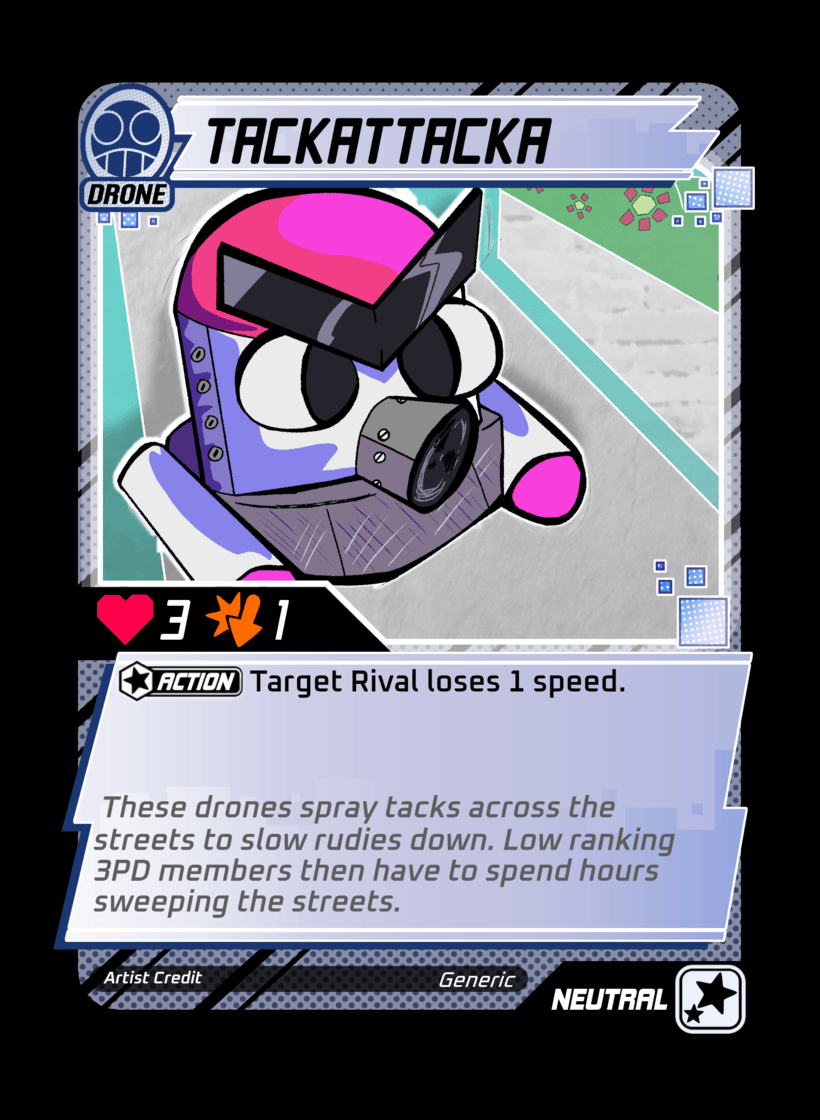 TACKATTACKA
DRONE
3 1
ACTION Target Rival loses 1 speed.
These drones spray tacks across the
streets to slow rudies down. Low ranking
3PD members then have to spend hours
sweeping the streets.
Artist Credit Generic
NEUTRAL